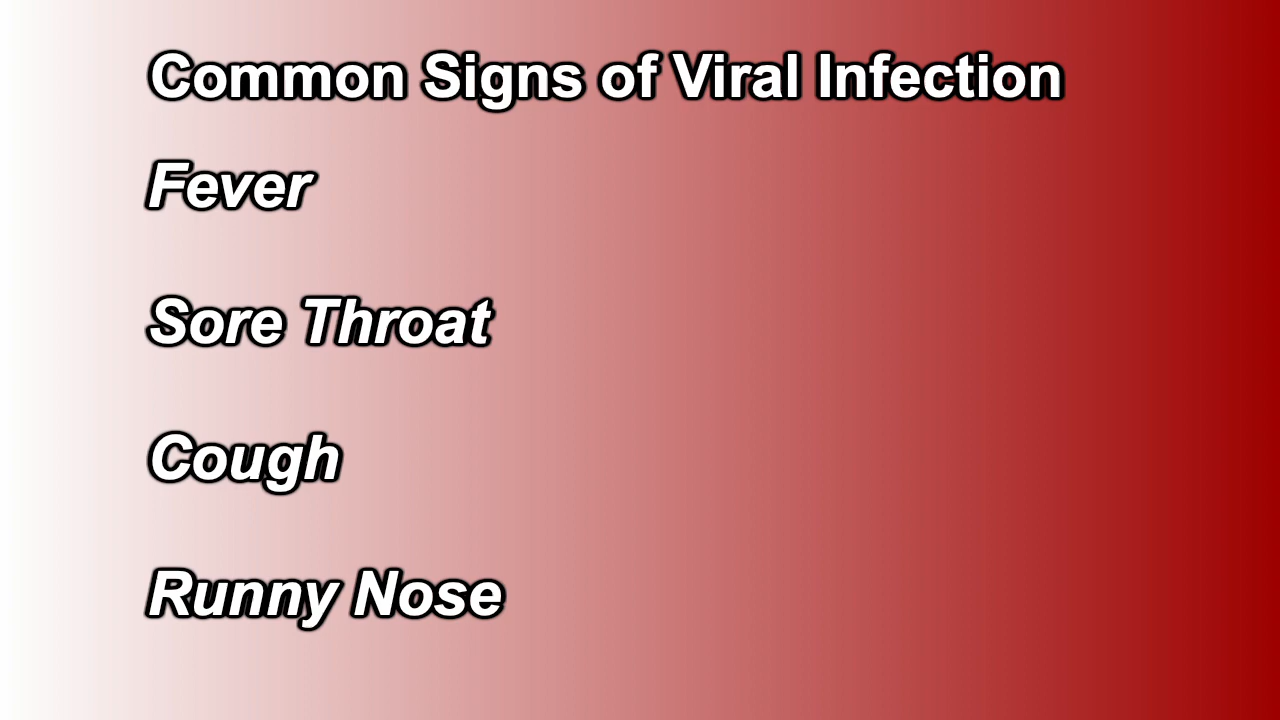 Common Signs of Viral Infection
Fever
Sore Throat
Cough
Runny Nose